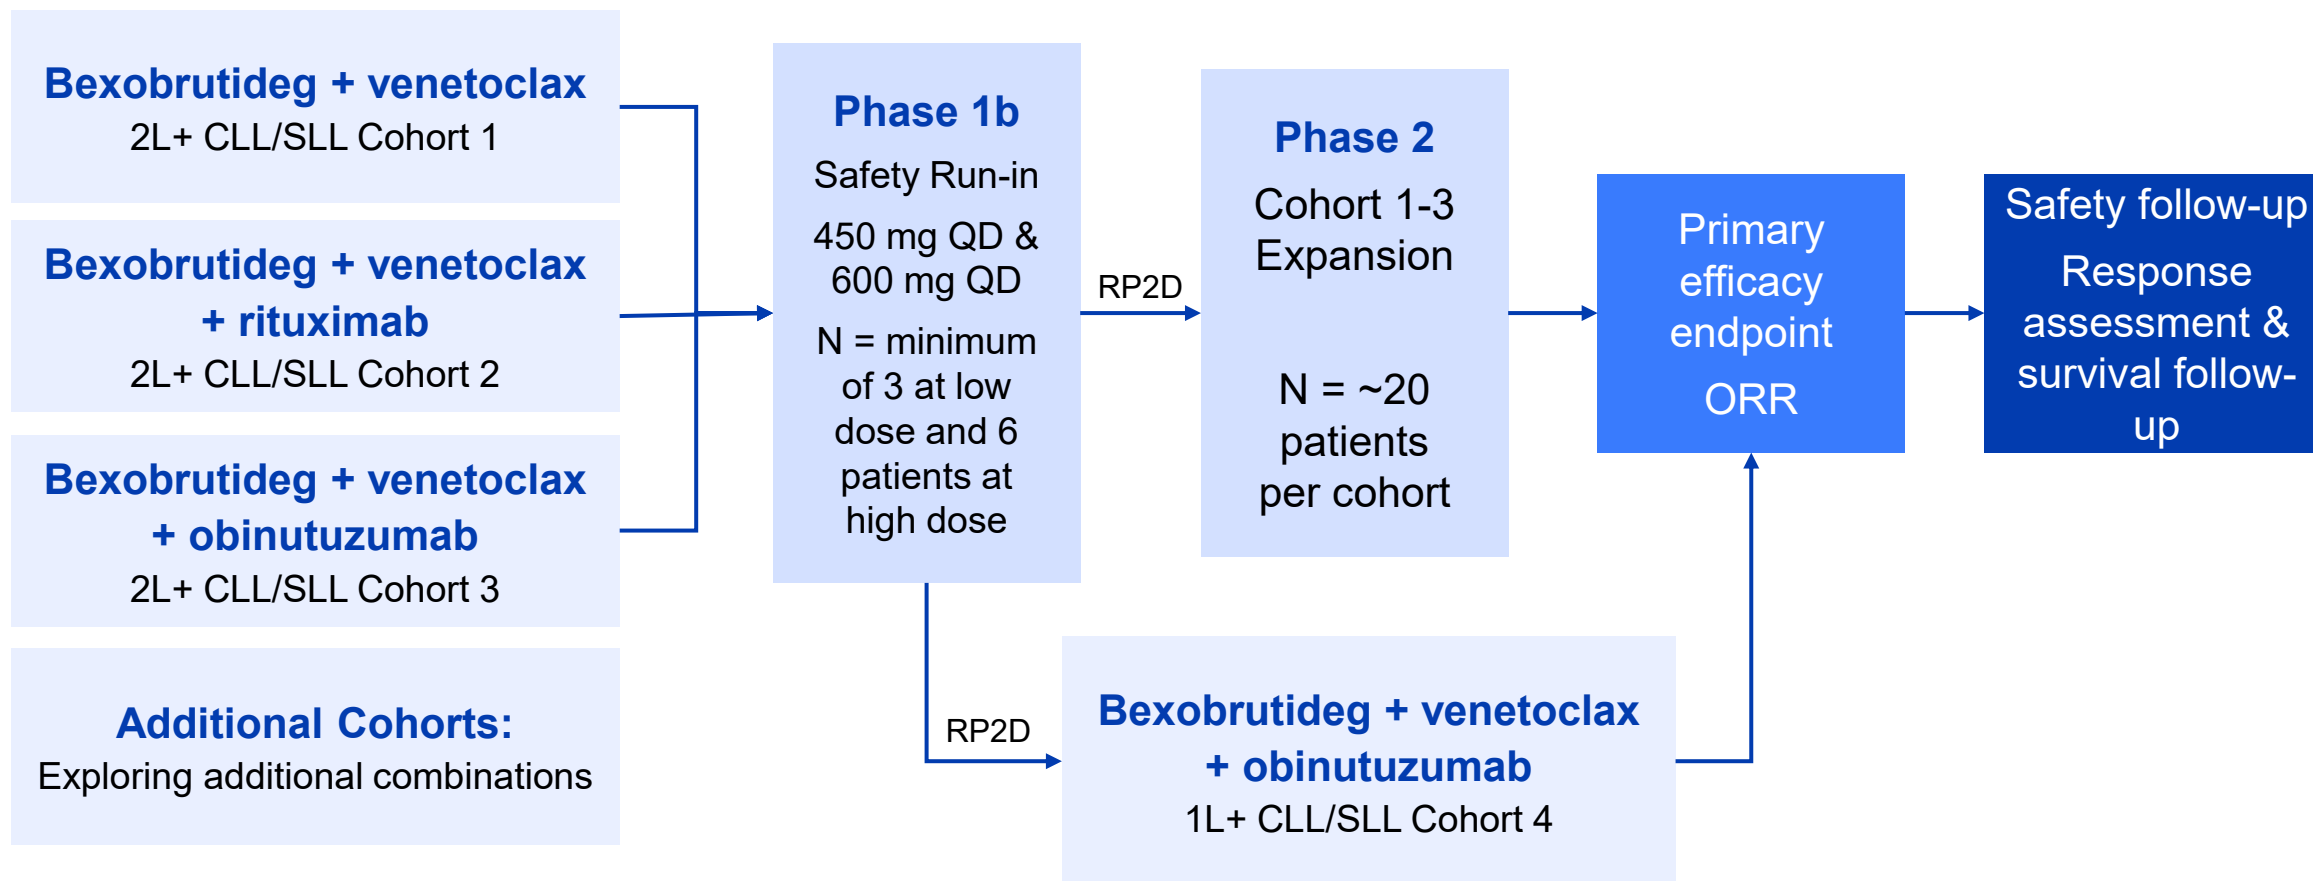 Bexobrutideg + venetoclax
2L+ CLL/SLL Cohort 1
Bexobrutideg + venetoclax
+ rituximab
2L+ CLL/SLL Cohort 2
Bexobrutideg + venetoclax
+ obinutuzumab
2L+ CLL/SLL Cohort 3
Additional Cohorts:
Exploring additional combinations
Phase 1b
Safety Run-in
450 mg QD &
600 mg QD
N = minimum
of 3 at low
dose and 6
patients at
high dose
RP2D
Phase 2
Cohort 1-3
Expansion
N = ~20
patients
per cohort
RP2D
Bexobrutideg + venetoclax
+ obinutuzumab
1L+ CLL/SLL Cohort 4
Primary
efficacy
endpoint
ORR
Safety follow-up
Response
assessment &
survival follow-
up